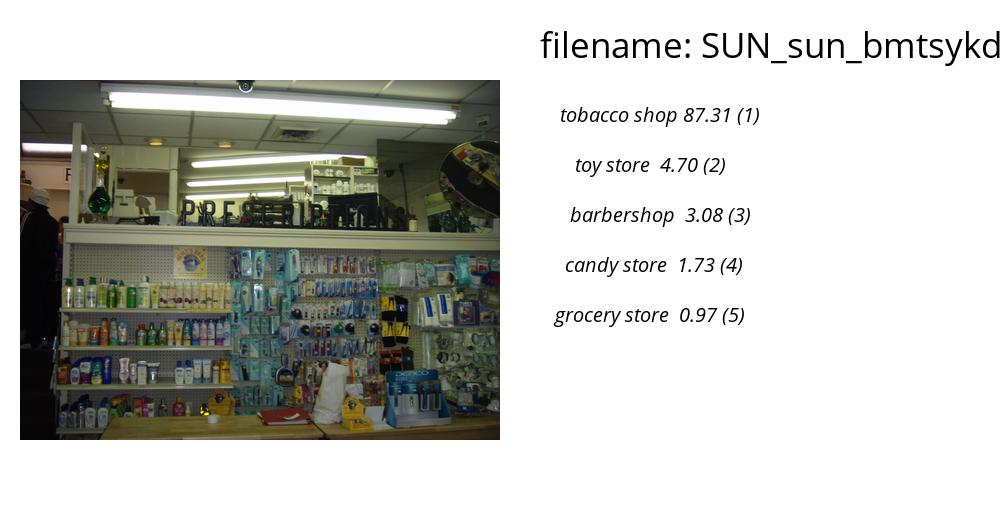 filename: SUN_sun_bmtsykd
tobacco shop 87.31 (1)
toy store 4.70 (2)
barbershop 3.08 (3)
candy store 1.73 (4)
grocery store 0.97 (5)
PRESCRIPTIONS